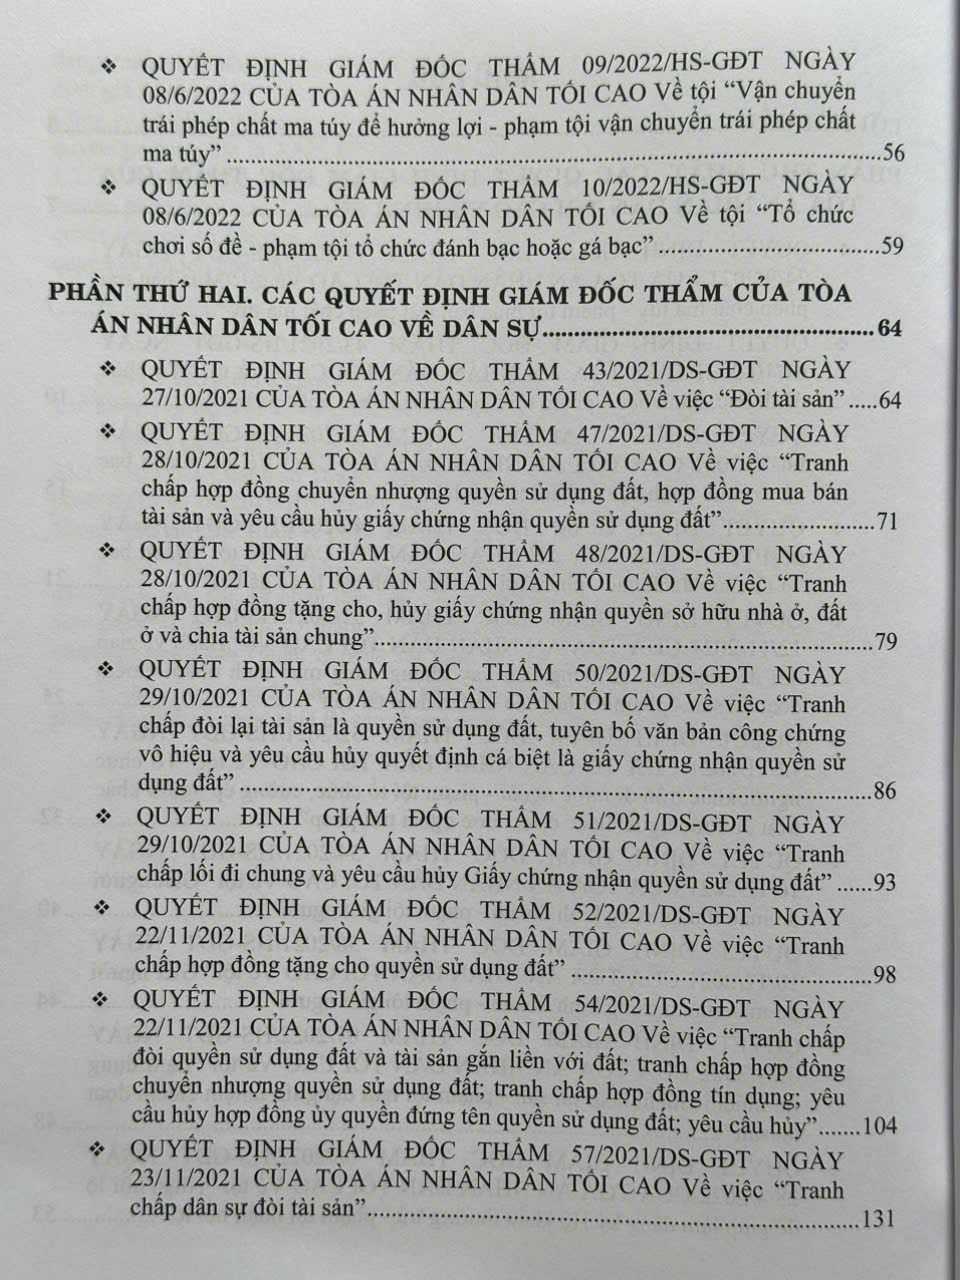 ❖ QUYẾT ĐỊNH GIÁM ĐỐC THẨM 09/2022/HS-GĐT NGÀY
08/6/2022 CỦA TÒA ÁN NHÂN DÂN TỐI CAO Về tội “Vận chuyển
trái phép chất ma túy để hưởng lợi - phạm tội vận chuyển trái phép chất
ma túy”..........56
❖ QUYẾT ĐỊNH GIÁM ĐỐC THẨM 10/2022/HS-GĐT NGÀY
08/6/2022 CỦA TÒA ÁN NHÂN DÂN TỐI CAO Về tội “Tổ chức
chơi số đề - phạm tội tổ chức đánh bạc hoặc gá bạc”..........59
PHẦN THỨ HAI. CÁC QUYẾT ĐỊNH GIÁM ĐỐC THẨM CỦA TÒA
ÁN NHÂN DÂN TỐI CAO VỀ DÂN SỰ..........64
❖ QUYẾT ĐỊNH GIÁM ĐỐC THẨM 43/2021/DS-GĐT NGÀY
27/10/2021 CỦA TÒA ÁN NHÂN DÂN TỐI CAO Về việc “Đòi tài sản”.....64
❖ QUYẾT ĐỊNH GIÁM ĐỐC THẨM 47/2021/DS-GĐT NGÀY
28/10/2021 CỦA TÒA ÁN NHÂN DÂN TỐI CAO Về việc “Tranh
chấp hợp đồng chuyển nhượng quyền sử dụng đất, hợp đồng mua bán
tài sản và yêu cầu hủy giấy chứng nhận quyền sử dụng đất”..........71
❖ QUYẾT ĐỊNH GIÁM ĐỐC THẨM 48/2021/DS-GĐT NGÀY
28/10/2021 CỦA TÒA ÁN NHÂN DÂN TỐI CAO Về việc “Tranh
chấp hợp đồng tặng cho, hủy giấy chứng nhận quyền sở hữu nhà ở, đất
ở và chia tài sản chung”..........79
❖ QUYẾT ĐỊNH GIÁM ĐỐC THẨM 50/2021/DS-GĐT NGÀY
29/10/2021 CỦA TÒA ÁN NHÂN DÂN TỐI CAO Về việc “Tranh
chấp đòi lại tài sản là quyền sử dụng đất, tuyên bố văn bản công chứng
vô hiệu và yêu cầu hủy quyết định cá biệt là giấy chứng nhận quyền sử
dụng đất”..........86
❖ QUYẾT ĐỊNH GIÁM ĐỐC THẨM 51/2021/DS-GĐT NGÀY
29/10/2021 CỦA TÒA ÁN NHÂN DÂN TỐI CAO Về việc “Tranh
chấp lối đi chung và yêu cầu hủy Giấy chứng nhận quyền sử dụng đất”......93
❖ QUYẾT ĐỊNH GIÁM ĐỐC THẨM 52/2021/DS-GĐT NGÀY
22/11/2021 CỦA TÒA ÁN NHÂN DÂN TỐI CAO Về việc “Tranh
chấp hợp đồng tặng cho quyền sử dụng đất”..........98
❖ QUYẾT ĐỊNH GIÁM ĐỐC THẨM 54/2021/DS-GĐT NGÀY
22/11/2021 CỦA TÒA ÁN NHÂN DÂN TỐI CAO Về việc “Tranh chấp
đòi quyền sử dụng đất và tài sản gắn liền với đất; tranh chấp hợp đồng
chuyển nhượng quyền sử dụng đất; tranh chấp hợp đồng tín dụng; yêu
cầu hủy hợp đồng ủy quyền đứng tên quyền sử dụng đất; yêu cầu hủy”.......104
❖ QUYẾT ĐỊNH GIÁM ĐỐC THẨM 57/2021/DS-GĐT NGÀY
23/11/2021 CỦA TÒA ÁN NHÂN DÂN TỐI CAO Về việc “Tranh
chấp dân sự đòi tài sản”..........131